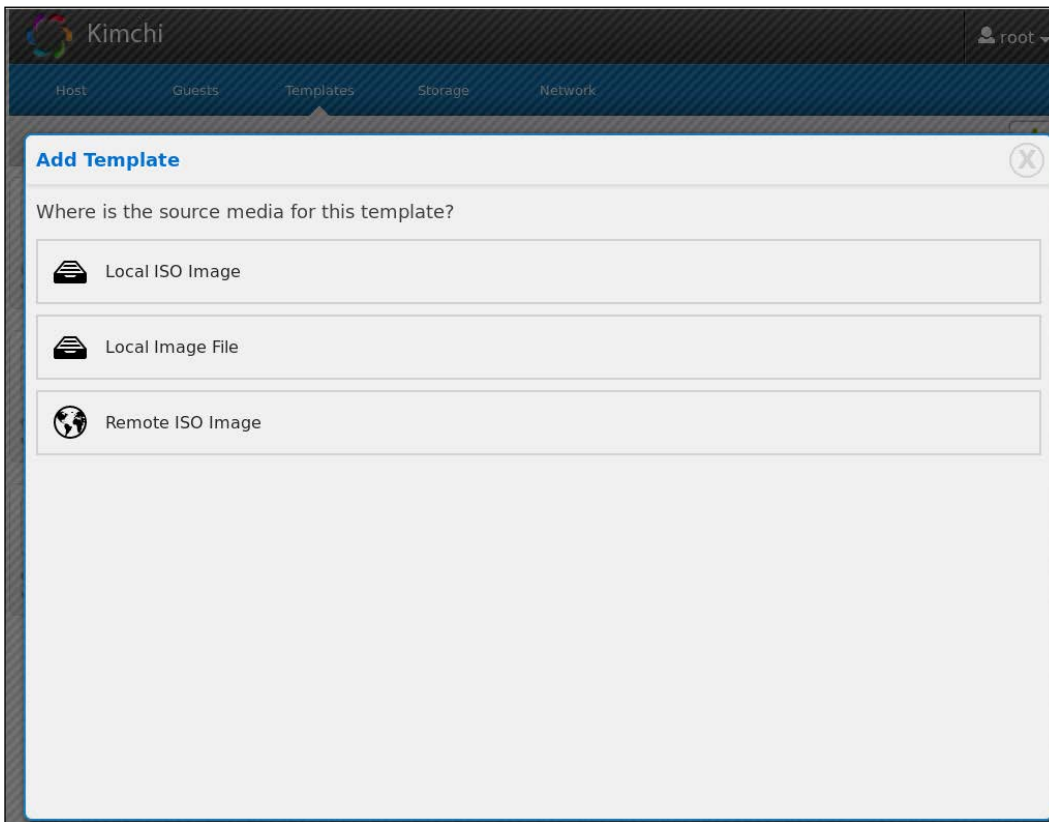 Kimchi
root
Host Guests Templates Storage Network
Add Template
X
Where is the source media for this template?
Local ISO Image
Local Image File
Remote ISO Image